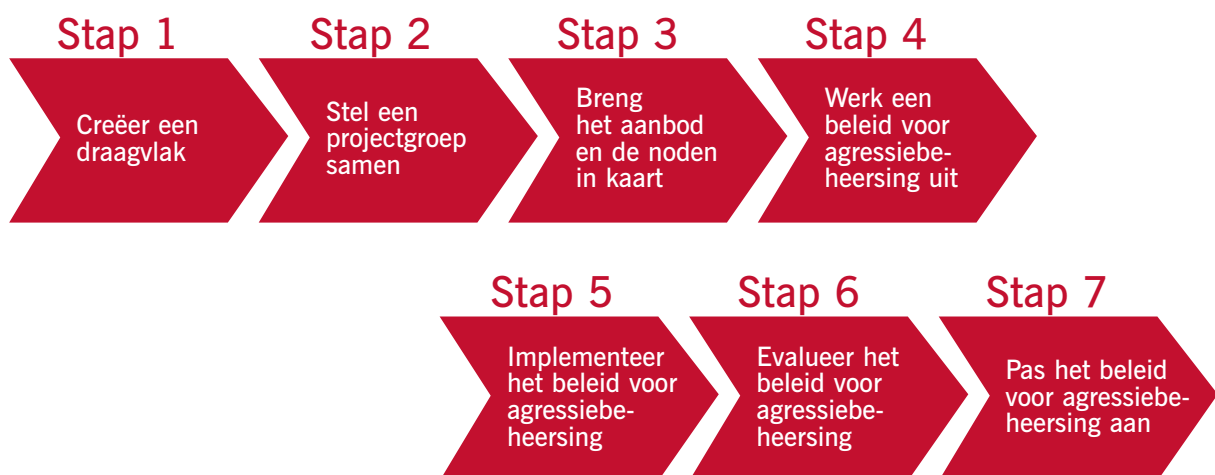 Stap 1
Creëer een
draagvlak
Stap 2
Stel een
projectgroep
samen
Stap 3
Breng
het aanbod
en de noden
in kaart
Stap 4
Werk een
beleid voor
agressiebe-
heersing uit
Stap 5
Implementeer
het beleid voor
agressiebe-
heersing
Stap 6
Evalueer het
beleid voor
agressiebe-
heersing
Stap 7
Pas het beleid
voor agressiebe-
heersing aan